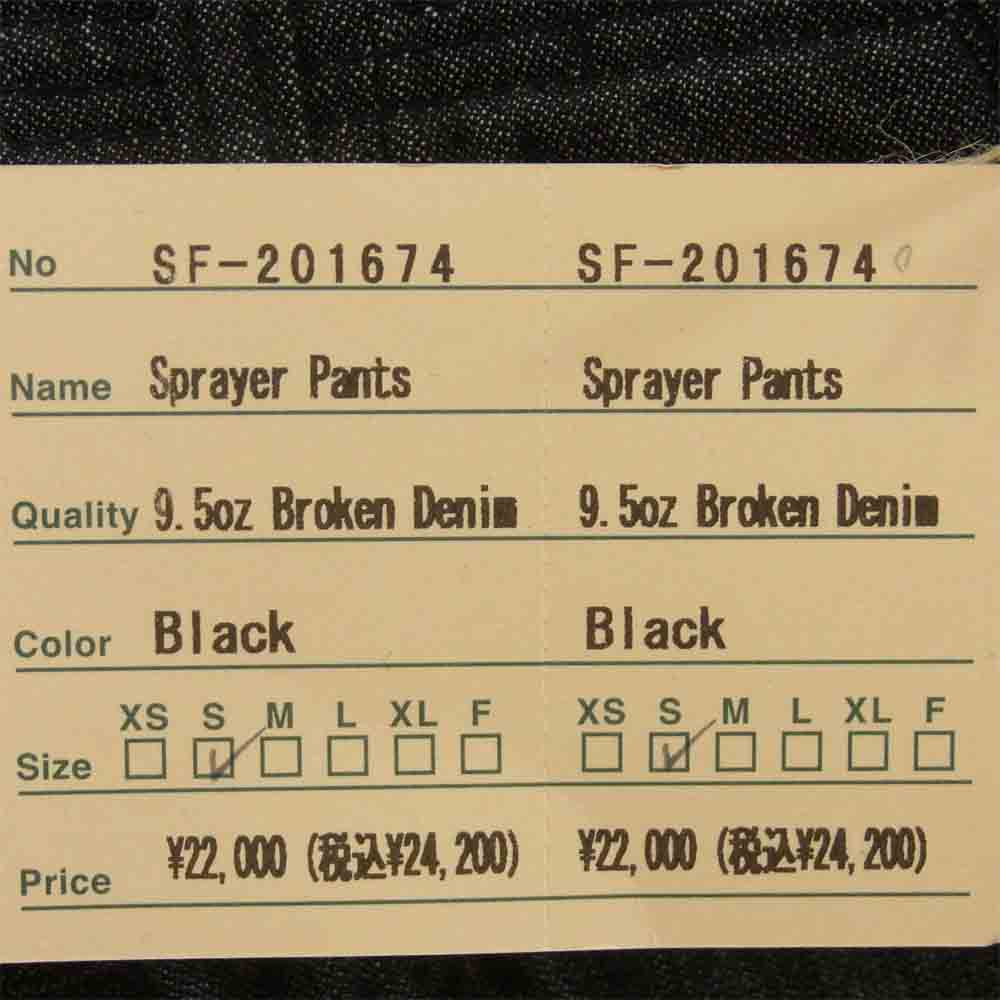 No SF-201674 SF-201674
Name Sprayer Pants Sprayer Pants
Quality 9.5oz Broken Denim 9.5oz Broken Denim
Color Black Black
XS S M L XL F XS S M L XL F
Size
Price ¥22,000 (税込¥24,200) ¥22,000 (税込¥24,200)